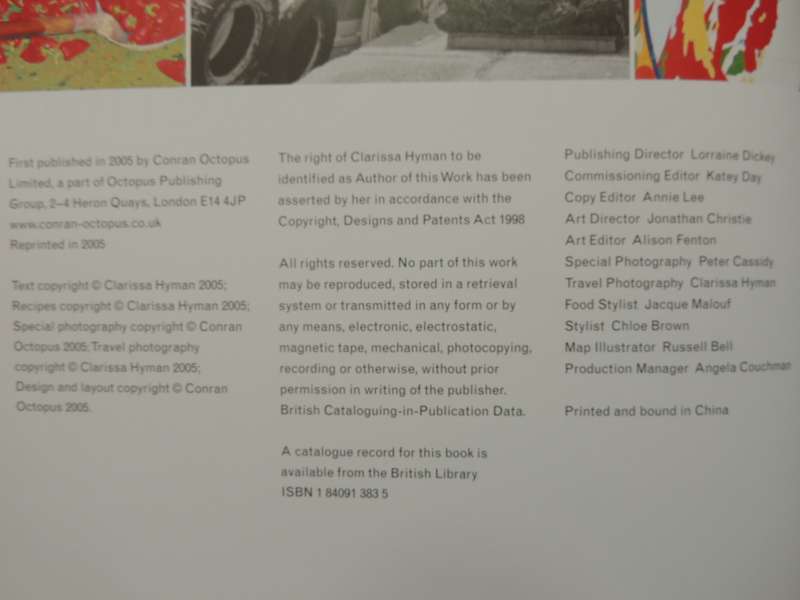 First published in 2005 by Conran Octopus
Limited, a part of Octopus Publishing
Group, 2–4 Heron Quays, London E14 4JP
www.conran-octopus.co.uk
Reprinted in 2005
Text copyright © Clarissa Hyman 2005;
Recipes copyright © Clarissa Hyman 2005;
Special photography copyright © Conran
Octopus 2005; Travel photography
copyright © Clarissa Hyman 2005;
Design and layout copyright © Conran
Octopus 2005.
The right of Clarissa Hyman to be
identified as Author of this Work has been
asserted by her in accordance with the
Copyright, Designs and Patents Act 1998
All rights reserved. No part of this work
may be reproduced, stored in a retrieval
system or transmitted in any form or by
any means, electronic, electrostatic,
magnetic tape, mechanical, photocopying,
recording or otherwise, without prior
permission in writing of the publisher.
British Cataloguing-in-Publication Data.
A catalogue record for this book is
available from the British Library
ISBN 1 84091 383 5
Publishing Director Lorraine Dickey
Commissioning Editor Katey Day
Copy Editor Annie Lee
Art Director Jonathan Christie
Art Editor Alison Fenton
Special Photography Peter Cassidy
Travel Photography Clarissa Hyman
Food Stylist Jacque Malouf
Stylist Chloe Brown
Map Illustrator Russell Bell
Production Manager Angela Couchman
Printed and bound in China